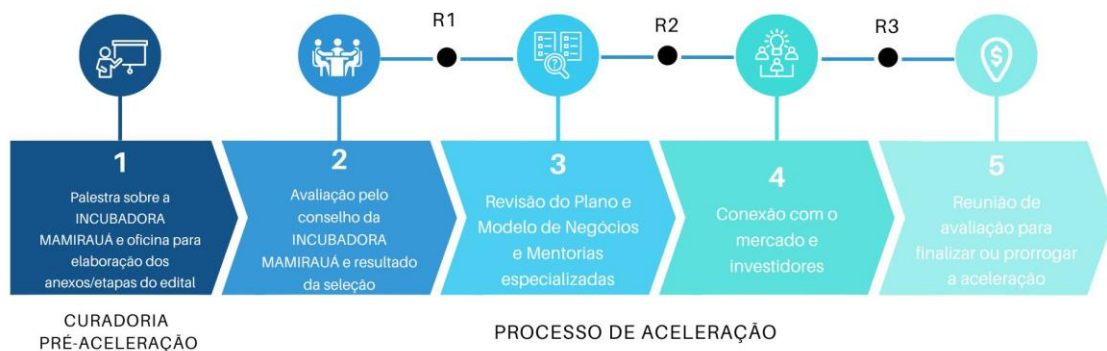 R1
R2
R3
1
Palestra sobre a
INCUBADORA
MAMIRAUÁ e oficina para
elaboração dos
anexos/etapas do edital
2
Avaliação pelo
conselho da
INCUBADORA
MAMIRAUÁ e resultado
da seleção
3
Revisão do Plano e
Modelo de Negócios
e Mentorias
especializadas
4
Conexão com o
mercado e
investidores
5
Reunião de
avaliação para
finalizar ou prorrogar
a aceleração
CURADORIA
PRÉ-ACELERAÇÃO
PROCESSO DE ACELERAÇÃO